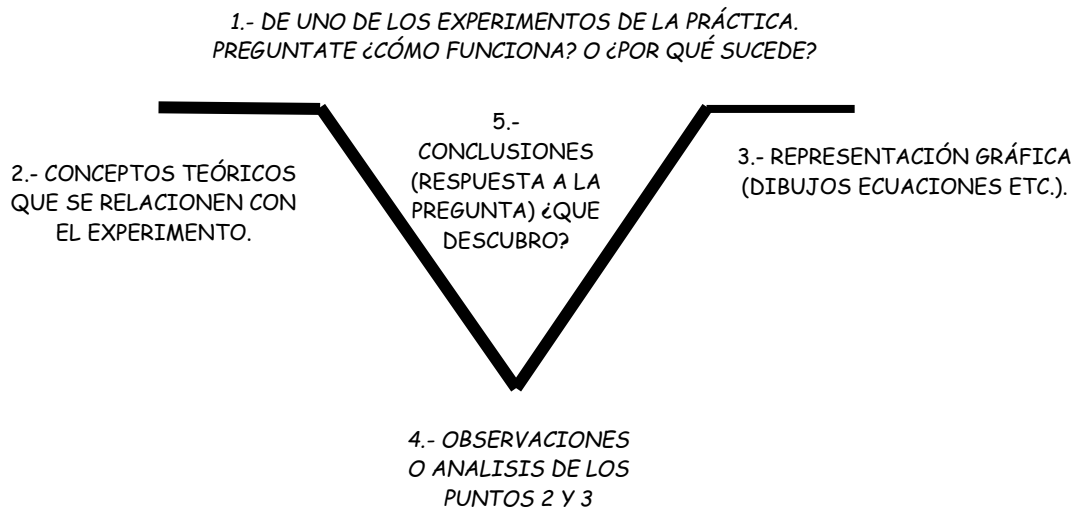 1.- DE UNO DE LOS EXPERIMENTOS DE LA PRÁCTICA.
PREGUNTATE ¿CÓMO FUNCIONA? O ¿POR QUÉ SUCEDE?
2.- CONCEPTOS TEÓRICOS
QUE SE RELACIONEN CON
EL EXPERIMENTO.
5.-
CONCLUSIONES
(RESPUESTA A LA
PREGUNTA) ¿QUE
DESCUBRO?
3.- REPRESENTACIÓN GRÁFICA
(DIBUJOS ECUACIONES ETC.).
4.- OBSERVACIONES
O ANALISIS DE LOS
PUNTOS 2 Y 3